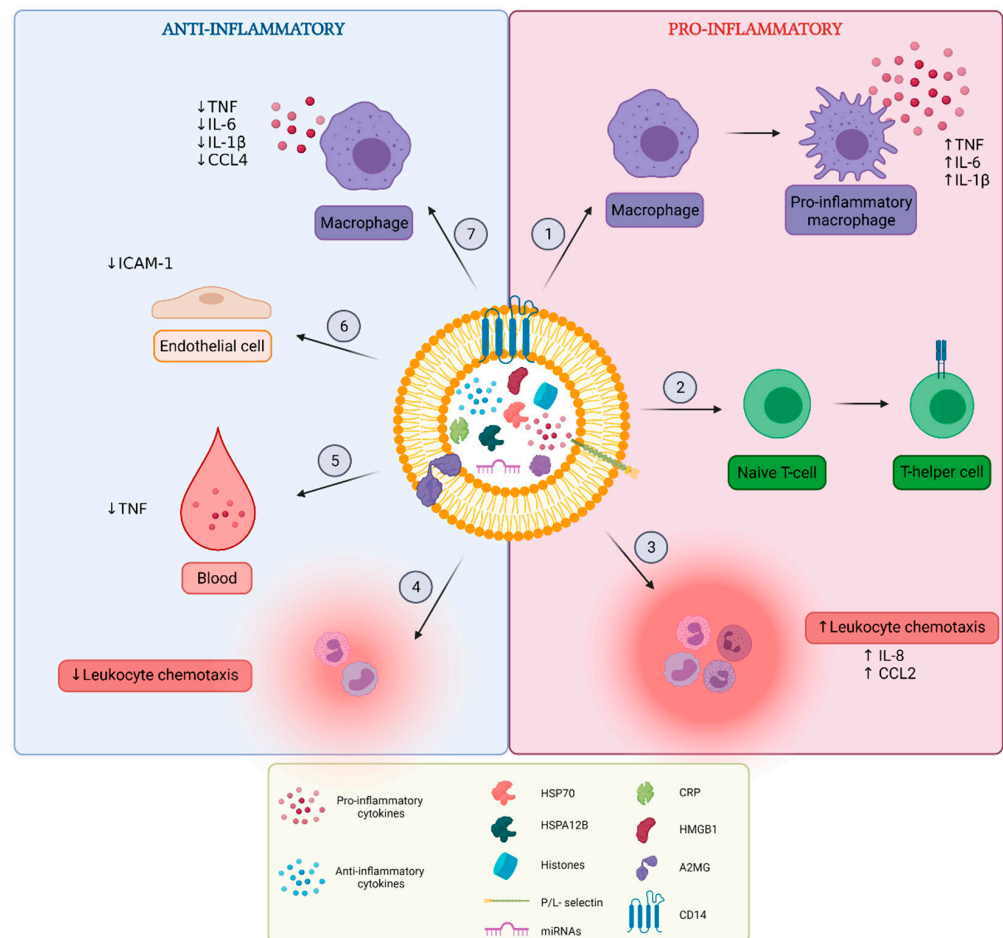 ANTI-INFLAMMATORY
PRO-INFLAMMATORY
↓TNF
↓IL-6
↓IL-1β
↓CCL4
Macrophage
7
1
Macrophage
Pro-inflammatory
macrophage
↑TNF
↑IL-6
↑IL-1β
↓ICAM-1
Endothelial cell
6
2
Naive T-cell
T-helper cell
5
↓TNF
Blood
3
4
↓Leukocyte chemotaxis
↑Leukocyte chemotaxis
↑ IL-8
↑ CCL2
Pro-inflammatory
cytokines
Anti-inflammatory
cytokines
HSP70
HSPA12B
Histones
P/L- selectin
miRNAs
CRP
HMGB1
A2MG
CD14